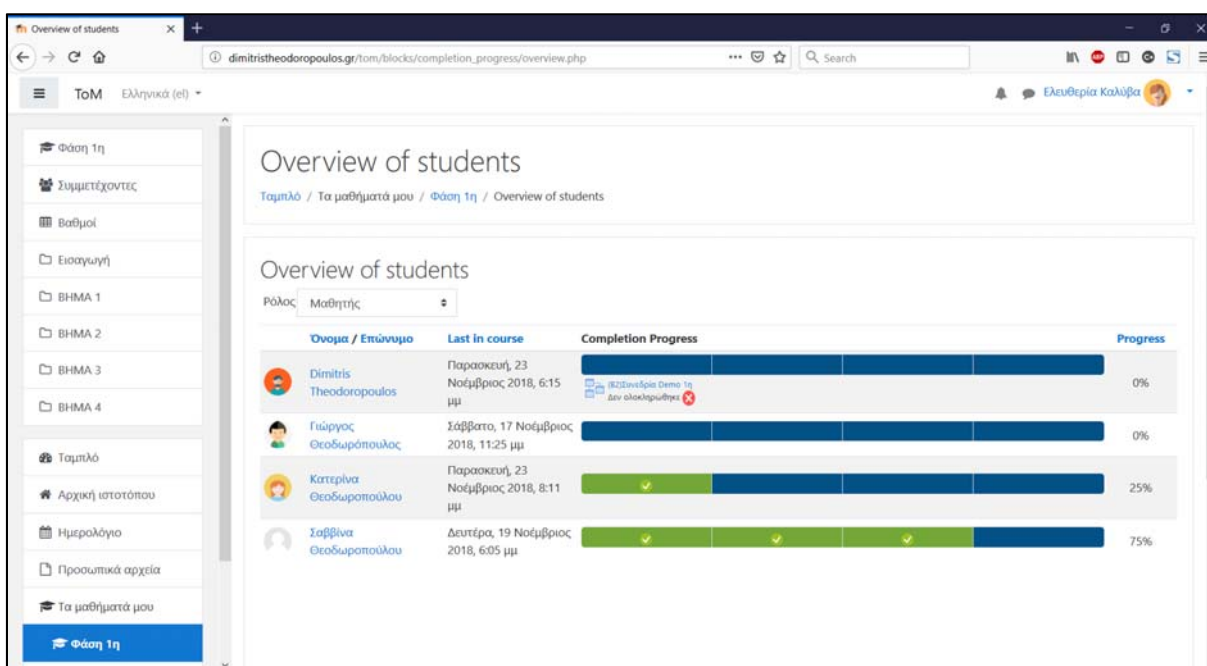 Overview of students
dimitristheodoropoulos.gr/tom/blocks/completion_progress/overview.php
Search
ToM Ελληνικά (el)
Ελευθερία Καλύβα
Φάση 1η
Συμμετέχοντες
Βαθμοί
Εισαγωγή
ΒΗΜΑ 1
ΒΗΜΑ 2
ΒΗΜΑ 3
ΒΗΜΑ 4
Ταμπλό
Αρχική ιστοτόπου
Ημερολόγιο
Προσωπικά αρχεία
Τα μαθήματά μου
Φάση 1η
Overview of students
Ταμπλό / Τα μαθήματά μου / Φάση 1η / Overview of students
Overview of students
Ρόλος Μαθητής
Όνομα / Επώνυμο Last in course Completion Progress Progress
Dimitris
Theodoropoulos
Παρασκευή, 23
Νοέμβριος 2018, 6:15
μμ
(B2)Συνεδρία Demo 1η
Δεν ολοκληρώθηκε
0%
Γιώργος
Θεοδωρόπουλος
Σάββατο, 17 Νοέμβριος
2018, 11:25 μμ
0%
Κατερίνα
Θεοδωροπούλου
Παρασκευή, 23
Νοέμβριος 2018, 8:11
μμ
25%
Σαββίνα
Θεοδωροπούλου
Δευτέρα, 19 Νοέμβριος
2018, 6:05 μμ
75%